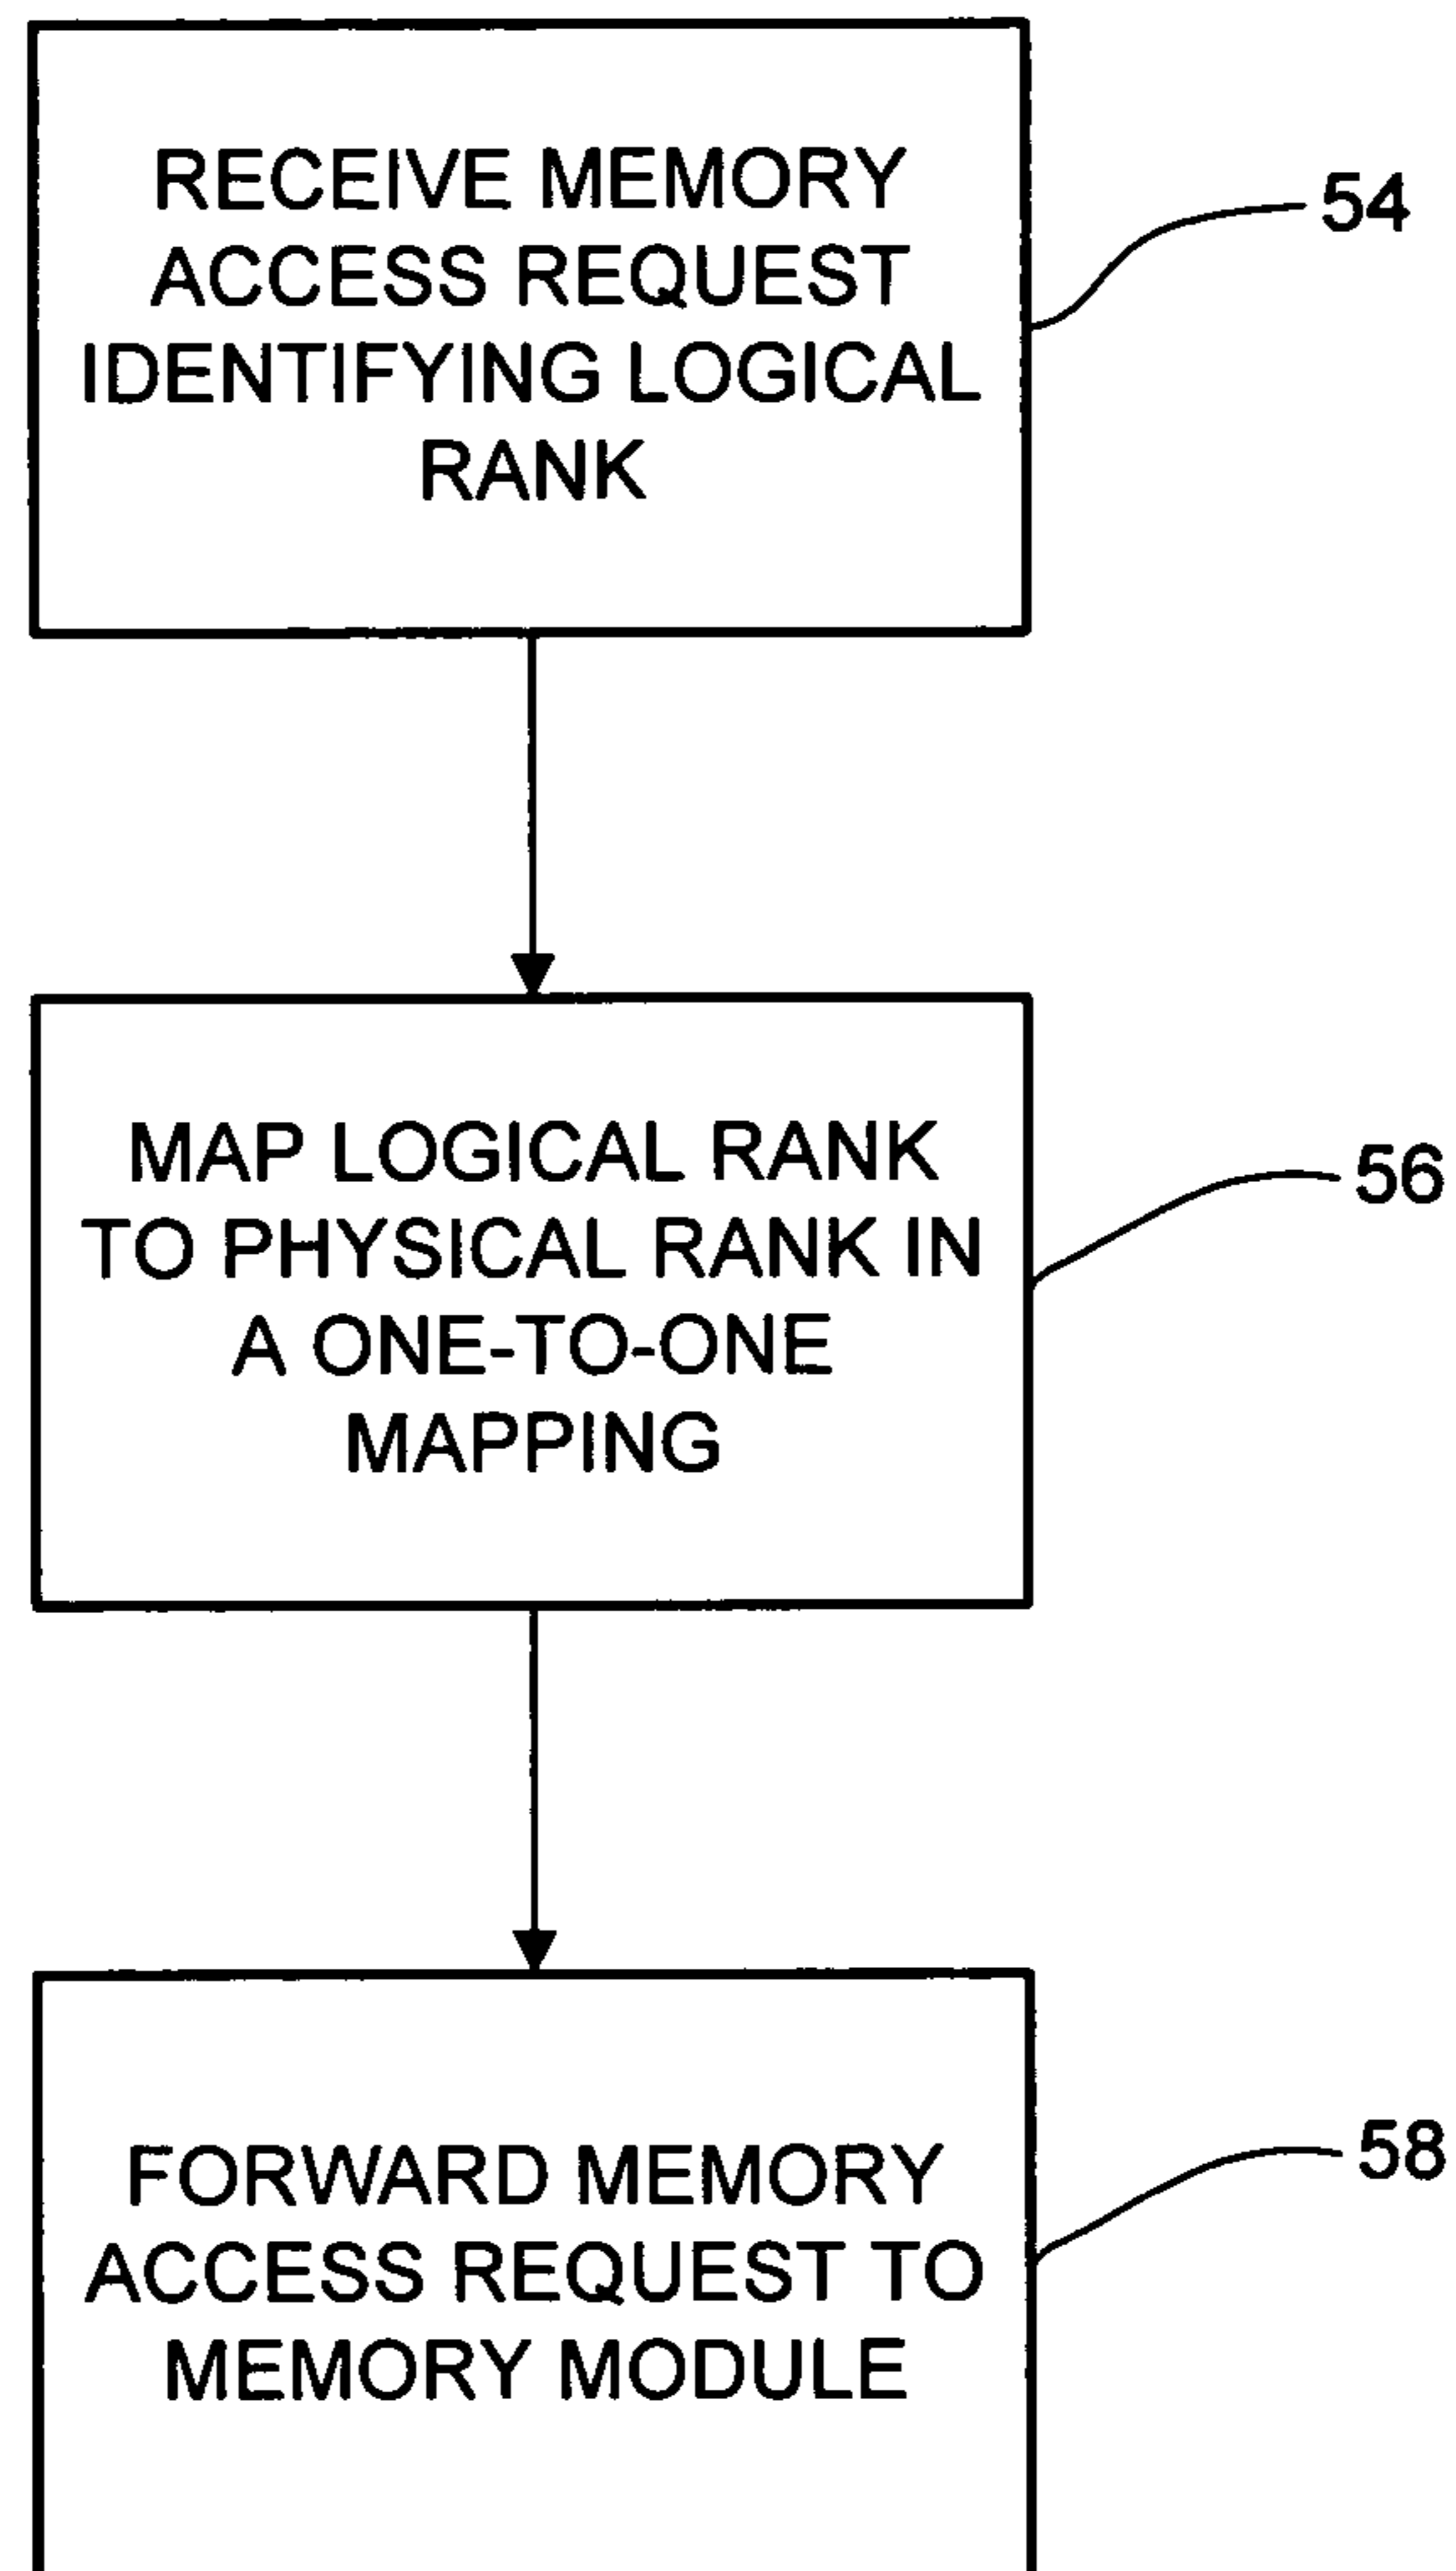 RECEIVE MEMORY
ACCESS REQUEST
IDENTIFYING LOGICAL
RANK
54
MAP LOGICAL RANK
TO PHYSICAL RANK IN
A ONE-TO-ONE
MAPPING
56
FORWARD MEMORY
ACCESS REQUEST TO
MEMORY MODULE
58